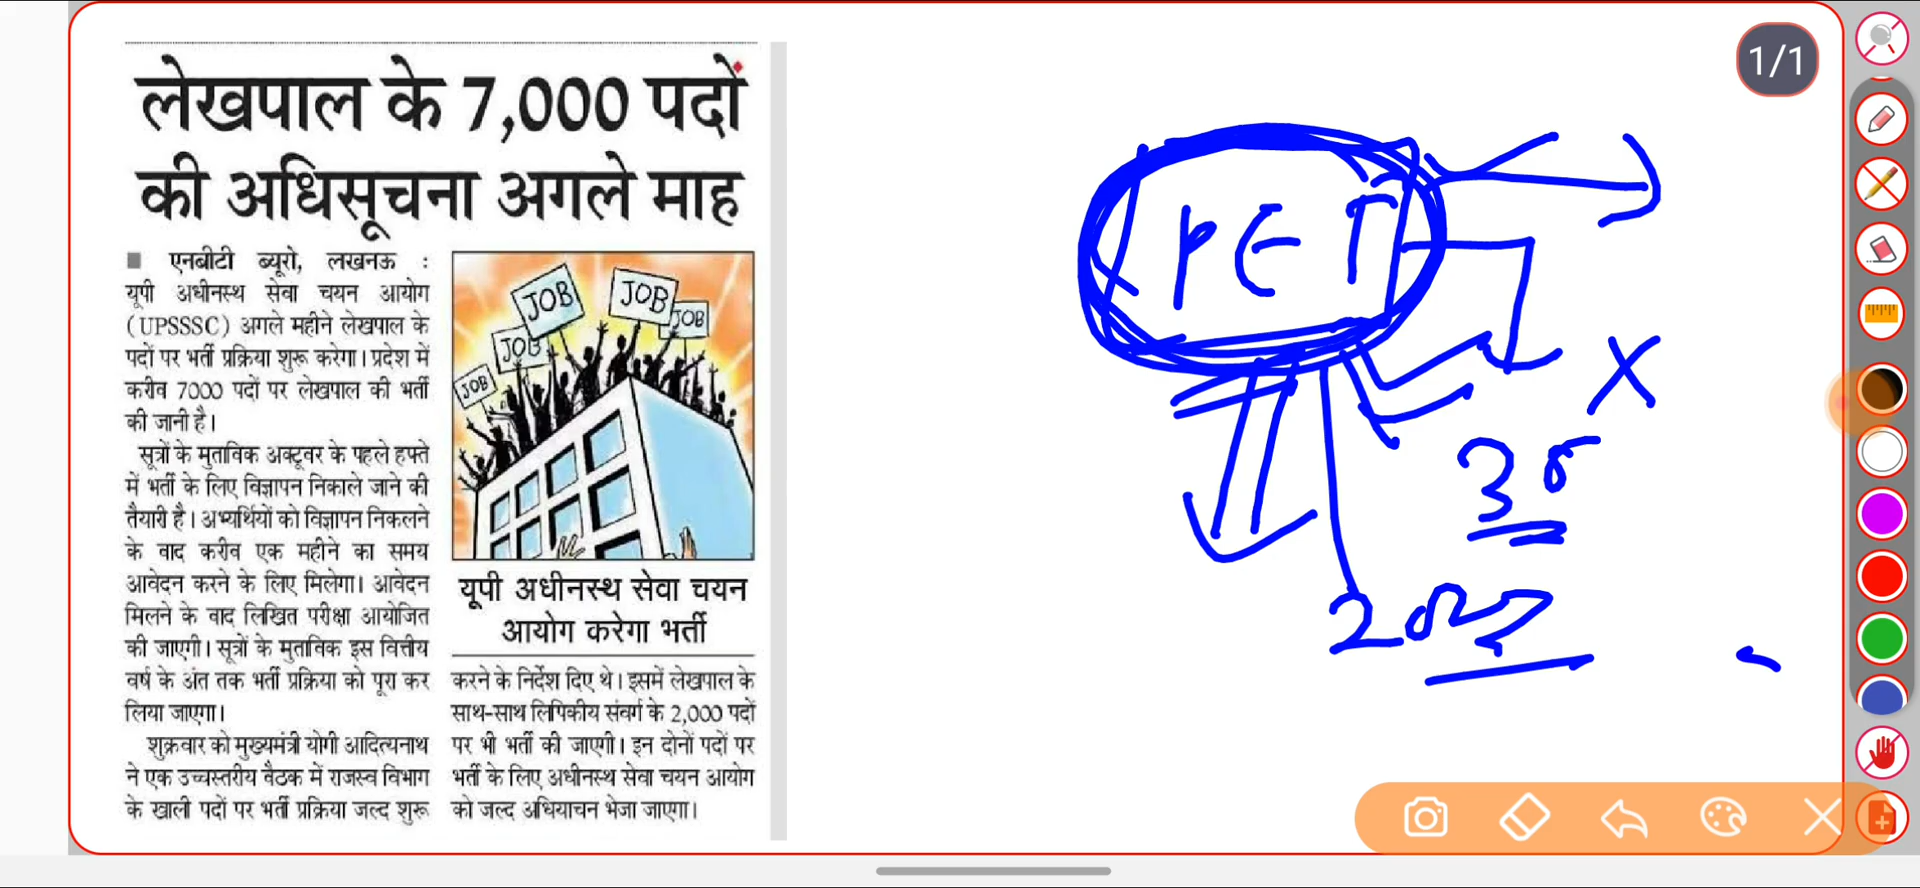 लेखपाल के 7,000 पदों
की अधिसूचना अगले माह
एनबीटी ब्यूरो, लखनऊ :
यूपी अधीनस्थ सेवा चयन आयोग
(UPSSSC) अगले महीने लेखपाल के
पदों पर भर्ती प्रक्रिया शुरू करेगा। प्रदेश में
करीब 7000 पदों पर लेखपाल की भर्ती
की जानी है।
सूत्रों के मुताबिक अक्टूबर के पहले हफ्ते
में भर्ती के लिए विज्ञापन निकाले जाने की
तैयारी है। अभ्यर्थियों को विज्ञापन निकलने
के बाद करीब एक महीने का समय
आवेदन करने के लिए मिलेगा। आवेदन
मिलने के बाद लिखित परीक्षा आयोजित
की जाएगी। सूत्रों के मुताबिक इस वित्तीय
वर्ष के अंत तक भर्ती प्रक्रिया को पूरा कर
लिया जाएगा।
शुक्रवार को मुख्यमंत्री योगी आदित्यनाथ
ने एक उच्चस्तरीय बैठक में राजस्व विभाग
के खाली पदों पर भर्ती प्रक्रिया जल्द शुरू
JOB
JOB
JOB
JOB
JOB
यूपी अधीनस्थ सेवा चयन
आयोग करेगा भर्ती
करने के निर्देश दिए थे। इसमें लेखपाल के
साथ-साथ लिपिकीय संवर्ग के 2,000 पदों
पर भी भर्ती की जाएगी। इन दोनों पदों पर
भर्ती के लिए अधीनस्थ सेवा चयन आयोग
को जल्द अधियाचन भेजा जाएगा।
PET
X
1/1